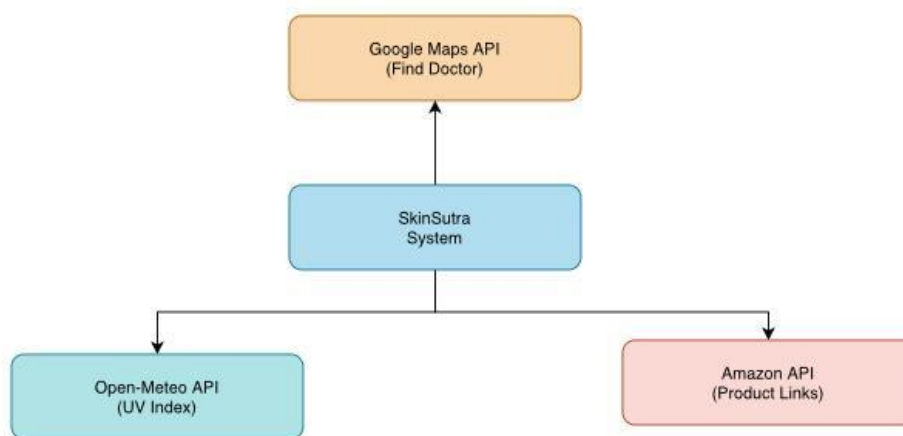 Google Maps API
(Find Doctor)
SkinSutra
System
Open-Meteo API
(UV Index)
Amazon API
(Product Links)